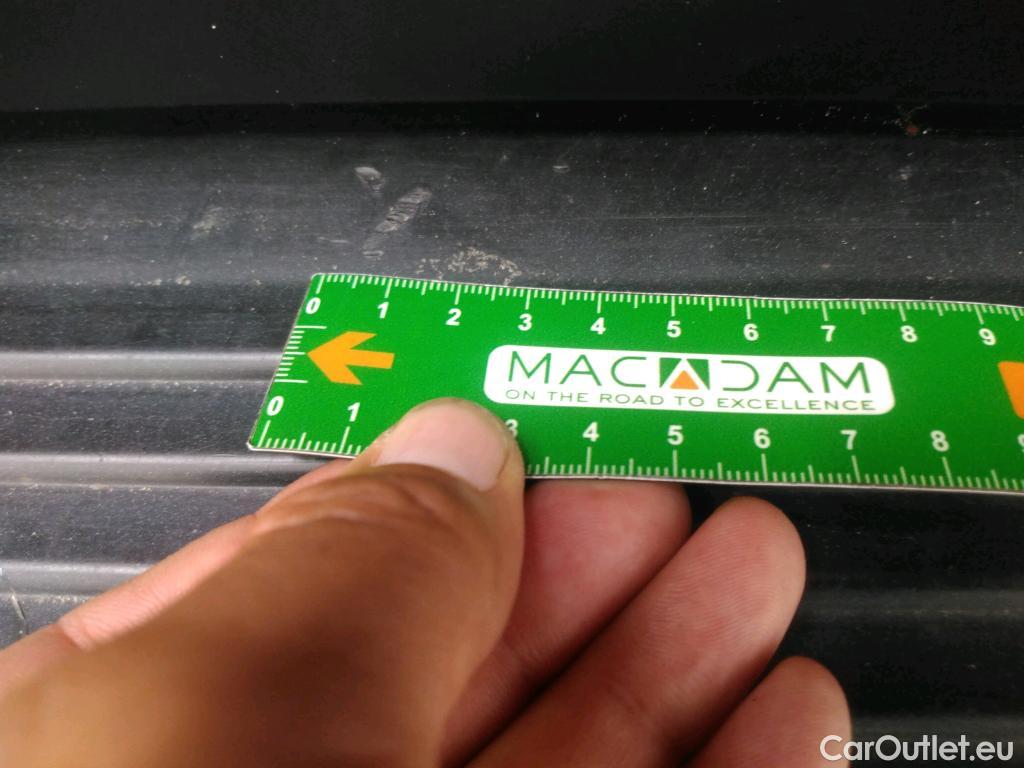 0 1 2 3 4 5 6 7 8 9
MACADAM
ON THE ROAD TO EXCELLENCE
0 1 3 4 5 6 7 8 9
CarOutlet.eu